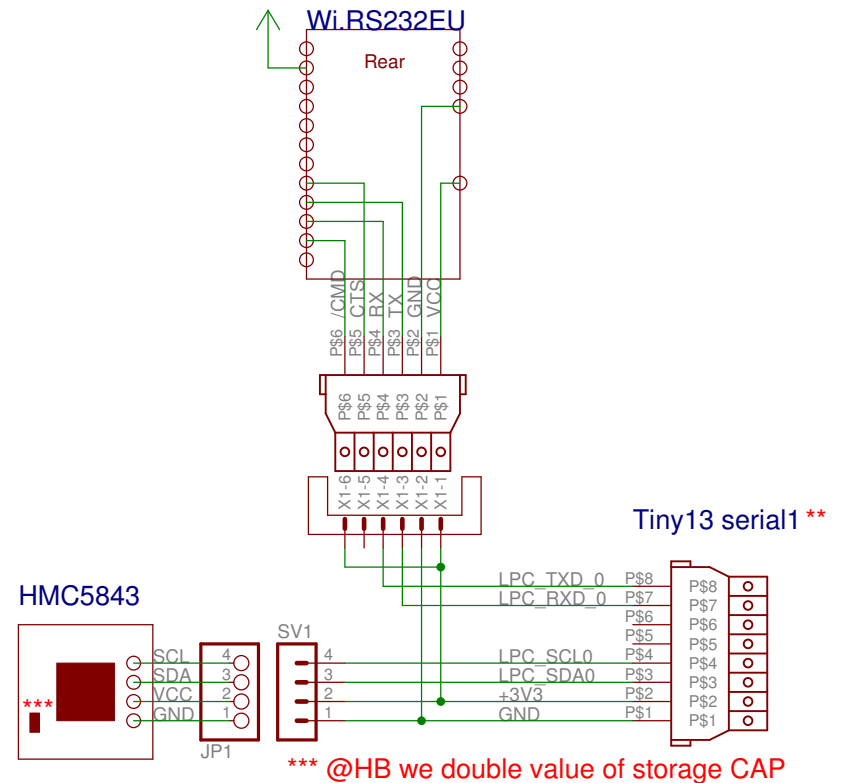 Wi.RS232EU
Rear
P$6 /CMD
P$5 CTS
P$4 RX
P$3 TX
P$2 GND
P$1 VCC
P$6 P$5 P$4 P$3 P$2 P$1
X1-6 X1-5 X1-4 X1-3 X1-2 X1-1
Tiny13 serial1 **
LPC_TXD_0 P$8 P$8
LPC_RXD_0 P$7 P$7
P$6 P$6
P$5 P$5
LPC_SCL0 P$4 P$4
LPC_SDA0 P$3 P$3
+3V3 P$2 P$2
GND P$1 P$1
HMC5843
SV1
SCL 4 4
SDA 3 3
*** VCC 2 2
GND 1 1
JP1
*** @HB we double value of storage CAP